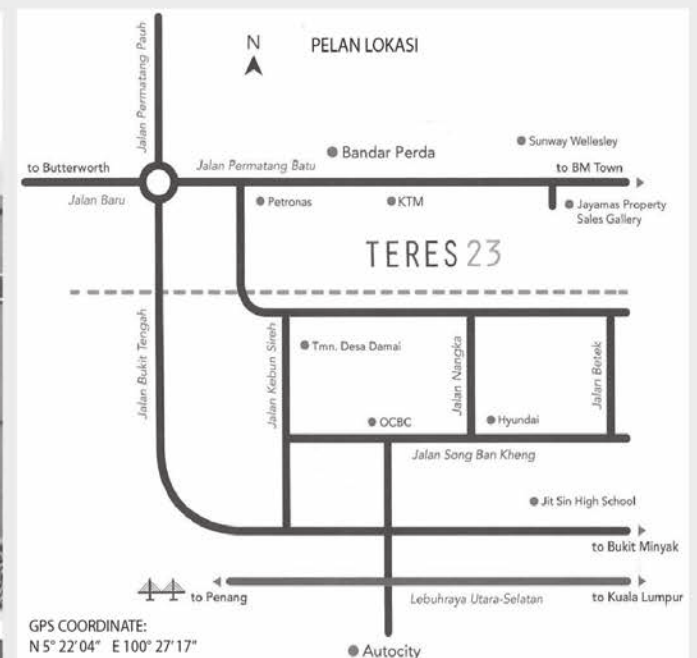 N
PELAN LOKASI
Jalan Permatang Pauh
Sunway Wellesley
Bandar Perda
to Butterworth
Jalan Permatang Batu
to BM Town
Jalan Baru
Petronas
KTM
Jayamas Property
Sales Gallery
TERES 23
Jalan Bukit Tengah
Jalan Kebun Sireh
Tmn. Desa Damai
Jalan Nangka
Jalan Betek
OCBC
Hyundai
Jalan Song Ban Kheng
Jit Sin High School
to Bukit Minyak
to Penang
Lebuhraya Utara-Selatan
to Kuala Lumpur
GPS COORDINATE:
N 5° 22'04" E 100° 27'17"
Autocity